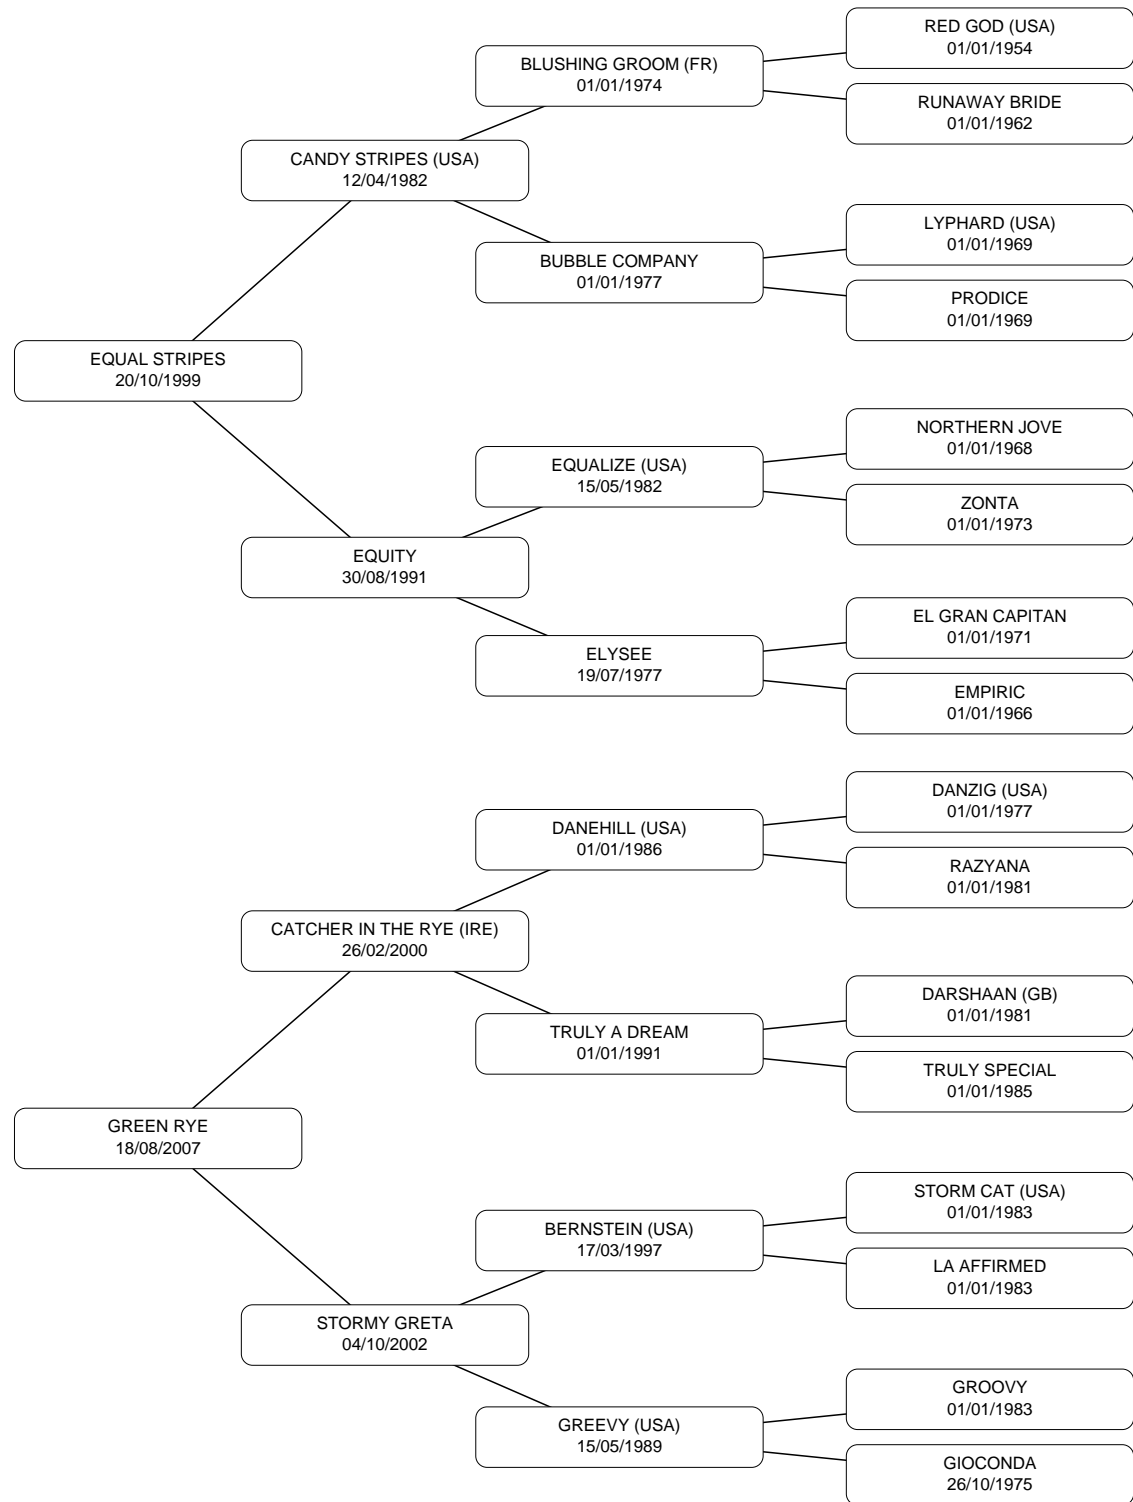 RED GOD (USA)
01/01/1954
BLUSHING GROOM (FR)
01/01/1974
RUNAWAY BRIDE
01/01/1962
CANDY STRIPES (USA)
12/04/1982
LYPHARD (USA)
01/01/1969
BUBBLE COMPANY
01/01/1977
PRODICE
01/01/1969
EQUAL STRIPES
20/10/1999
NORTHERN JOVE
01/01/1968
EQUALIZE (USA)
15/05/1982
ZONTA
01/01/1973
EQUITY
30/08/1991
EL GRAN CAPITAN
01/01/1971
ELYSEE
19/07/1977
EMPIRIC
01/01/1966
DANZIG (USA)
01/01/1977
DANEHILL (USA)
01/01/1986
RAZYANA
01/01/1981
CATCHER IN THE RYE (IRE)
26/02/2000
DARSHAAN (GB)
01/01/1981
TRULY A DREAM
01/01/1991
TRULY SPECIAL
01/01/1985
GREEN RYE
18/08/2007
STORM CAT (USA)
01/01/1983
BERNSTEIN (USA)
17/03/1997
LA AFFIRMED
01/01/1983
STORMY GRETA
04/10/2002
GROOVY
01/01/1983
GREEVY (USA)
15/05/1989
GIOCONDA
26/10/1975